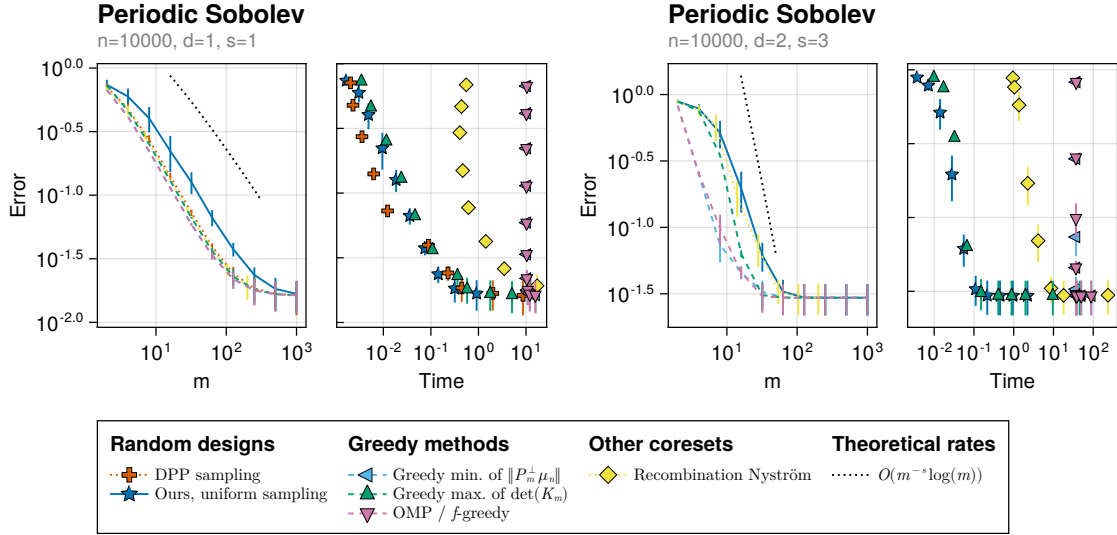 Periodic Sobolev
n=10000, d=1, s=1
Periodic Sobolev
n=10000, d=2, s=3
Error
10^0.0
10^-0.5
10^-1.0
10^-1.5
10^-2.0
10^1
10^2
10^3
m
10^-2
10^-1
10^0
10^1
Time
Error
10^0.0
10^-0.5
10^-1.0
10^-1.5
10^1
10^2
10^3
m
10^-2
10^-1
10^0
10^1
10^2
Time
Random designs
DPP sampling
Ours, uniform sampling
Greedy methods
Greedy min. of ‖P_m^⊥ μ_n‖
Greedy max. of det(K_m)
OMP / f-greedy
Other coresets
Recombination Nyström
Theoretical rates
O(m^-s log(m))